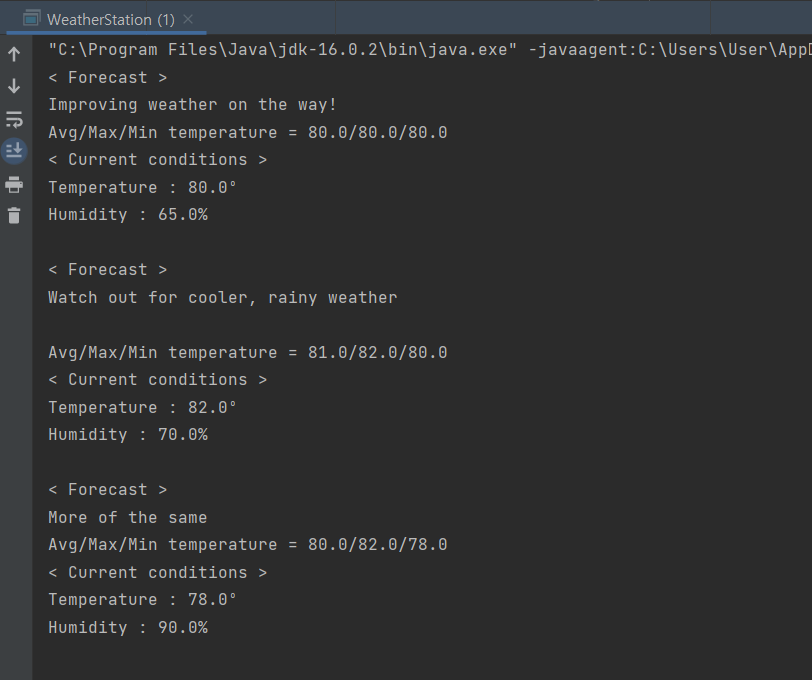 WeatherStation (1)
"C:\Program Files\Java\jdk-16.0.2\bin\java.exe" -javaagent:C:\Users\User\AppD
< Forecast >
Improving weather on the way!
Avg/Max/Min temperature = 80.0/80.0/80.0
< Current conditions >
Temperature : 80.0°
Humidity : 65.0%
< Forecast >
Watch out for cooler, rainy weather
Avg/Max/Min temperature = 81.0/82.0/80.0
< Current conditions >
Temperature : 82.0°
Humidity : 70.0%
< Forecast >
More of the same
Avg/Max/Min temperature = 80.0/82.0/78.0
< Current conditions >
Temperature : 78.0°
Humidity : 90.0%